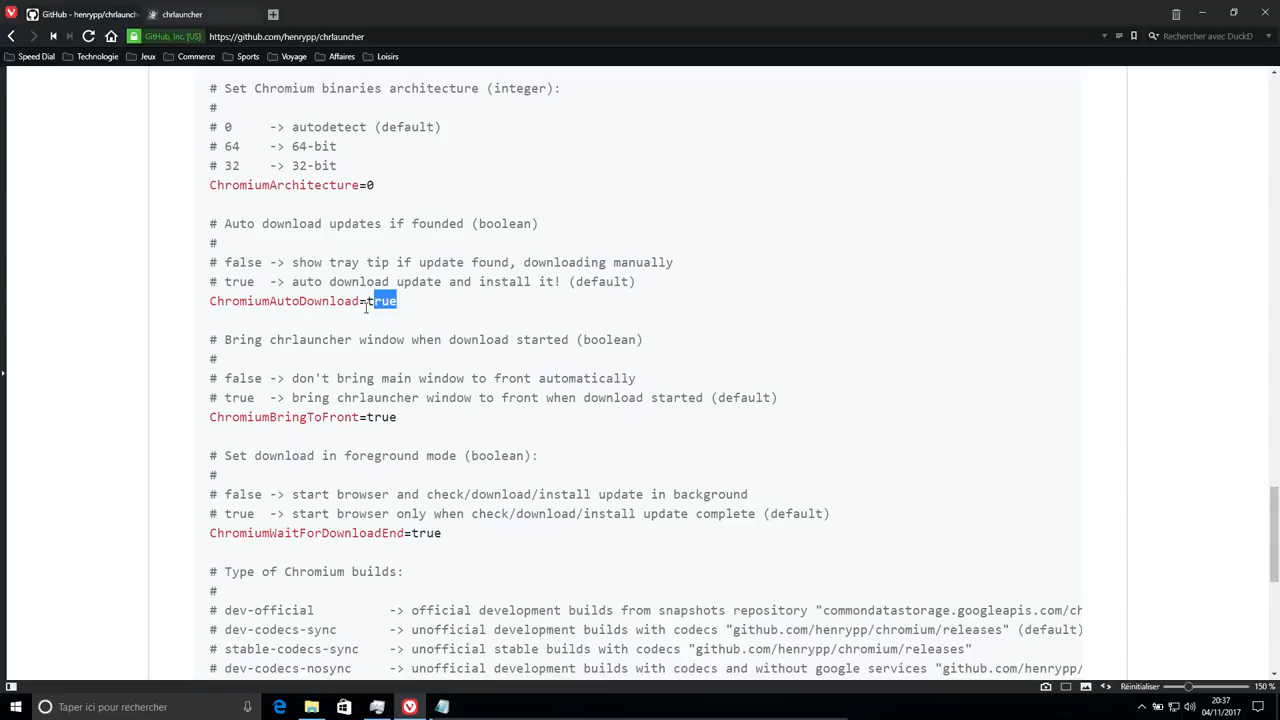 GitHub - henrypp/chrlaunch
chrlauncher
GitHub, Inc. [US]
https://github.com/henrypp/chrlauncher
Rechercher avec DuckD
Speed Dial
Technologie
Jeux
Commerce
Sports
Voyage
Affaires
Loisirs
# Set Chromium binaries architecture (integer):
#
# 0 -> autodetect (default)
# 64 -> 64-bit
# 32 -> 32-bit
ChromiumArchitecture=0
# Auto download updates if founded (boolean)
#
# false -> show tray tip if update found, downloading manually
# true -> auto download update and install it! (default)
ChromiumAutoDownload=true
# Bring chrlauncher window when download started (boolean)
#
# false -> don't bring main window to front automatically
# true -> bring chrlauncher window to front when download started (default)
ChromiumBringToFront=true
# Set download in foreground mode (boolean):
#
# false -> start browser and check/download/install update in background
# true -> start browser only when check/download/install update complete (default)
ChromiumWaitForDownloadEnd=true
# Type of Chromium builds:
#
# dev-official -> official development builds from snapshots repository "commondatastorage.googleapis.com/ch
# dev-codecs-sync -> unofficial development builds with codecs "github.com/henrypp/chromium/releases" (default)
# stable-codecs-sync -> unofficial stable builds with codecs "github.com/henrypp/chromium/releases"
# dev-codecs-nosync -> unofficial development builds with codecs and without google services "github.com/henrypp/
Réinitialiser
150 %
Taper ici pour rechercher
20:37
04/11/2017